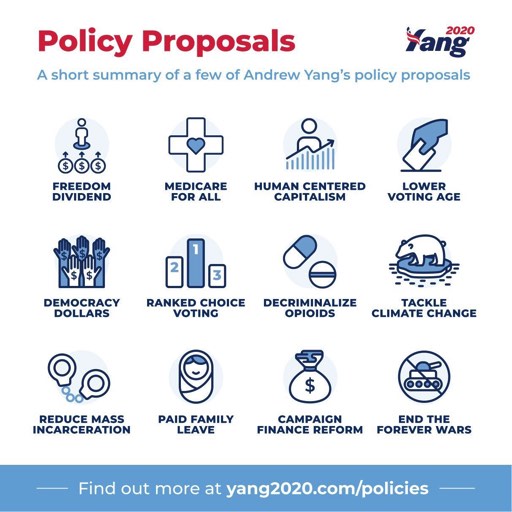 Policy Proposals
Yang 2020
A short summary of a few of Andrew Yang's policy proposals
$ $ $
FREEDOM
DIVIDEND
MEDICARE
FOR ALL
HUMAN CENTERED
CAPITALISM
LOWER
VOTING AGE
$ $ $ $
DEMOCRACY
DOLLARS
2 1 3
RANKED CHOICE
VOTING
DECRIMINALIZE
OPIOIDS
TACKLE
CLIMATE CHANGE
REDUCE MASS
INCARCERATION
PAID FAMILY
LEAVE
$
CAMPAIGN
FINANCE REFORM
END THE
FOREVER WARS
Find out more at yang2020.com/policies